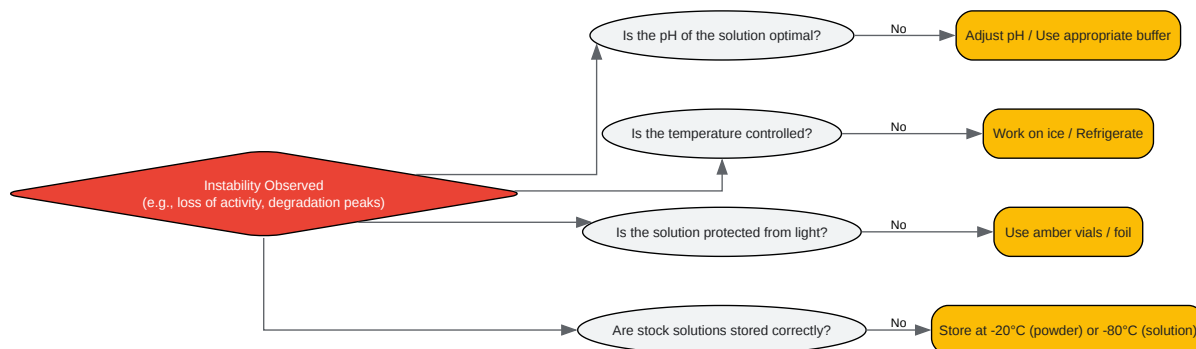 Is the pH of the solution optimal?
No
Adjust pH / Use appropriate buffer
Is the temperature controlled?
No
Work on ice / Refrigerate
Instability Observed
(e.g., loss of activity, degradation peaks)
Is the solution protected from light?
No
Use amber vials / foil
Are stock solutions stored correctly?
No
Store at -20°C (powder) or -80°C (solution)